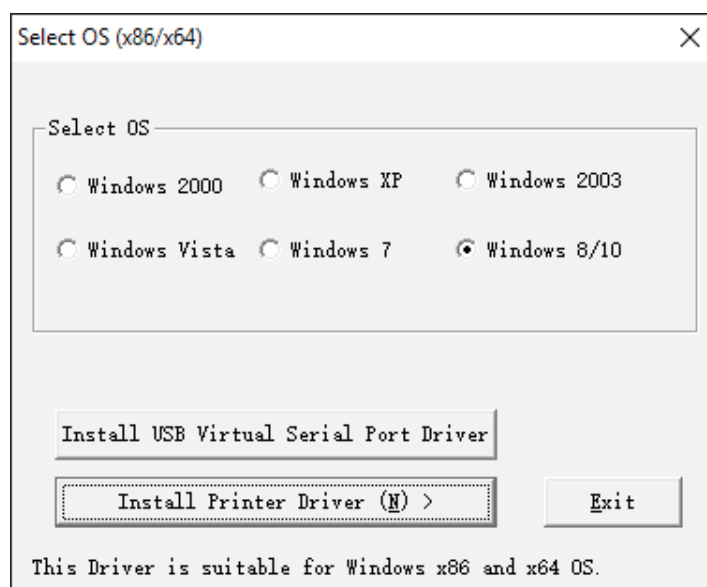 Select OS (x86/x64)
Select OS
Windows 2000 Windows XP Windows 2003
Windows Vista Windows 7 Windows 8/10
Install USB Virtual Serial Port Driver
Install Printer Driver (N) > Exit
This Driver is suitable for Windows x86 and x64 OS.